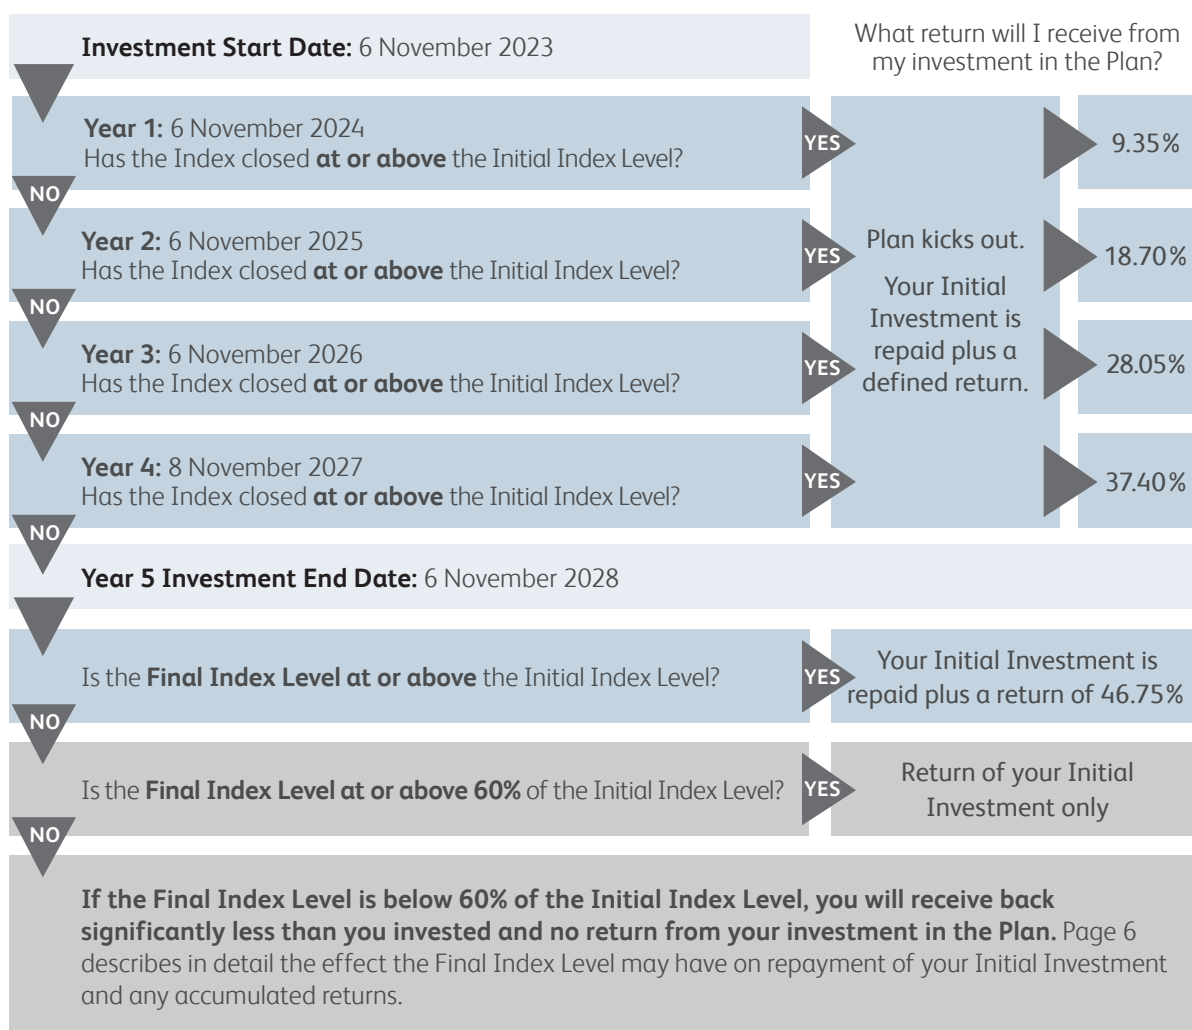 Investment Start Date: 6 November 2023
What return will I receive from
my investment in the Plan?
Year 1: 6 November 2024
Has the Index closed at or above the Initial Index Level?
YES
9.35%
NO
Year 2: 6 November 2025
Has the Index closed at or above the Initial Index Level?
YES
18.70%
NO
Year 3: 6 November 2026
Has the Index closed at or above the Initial Index Level?
YES
28.05%
NO
Year 4: 8 November 2027
Has the Index closed at or above the Initial Index Level?
YES
37.40%
Plan kicks out.
Your Initial
Investment is
repaid plus a
defined return.
NO
Year 5 Investment End Date: 6 November 2028
Is the Final Index Level at or above the Initial Index Level?
YES
Your Initial Investment is
repaid plus a return of 46.75%
NO
Is the Final Index Level at or above 60% of the Initial Index Level?
YES
Return of your Initial
Investment only
NO
If the Final Index Level is below 60% of the Initial Index Level, you will receive back
significantly less than you invested and no return from your investment in the Plan. Page 6
describes in detail the effect the Final Index Level may have on repayment of your Initial Investment
and any accumulated returns.